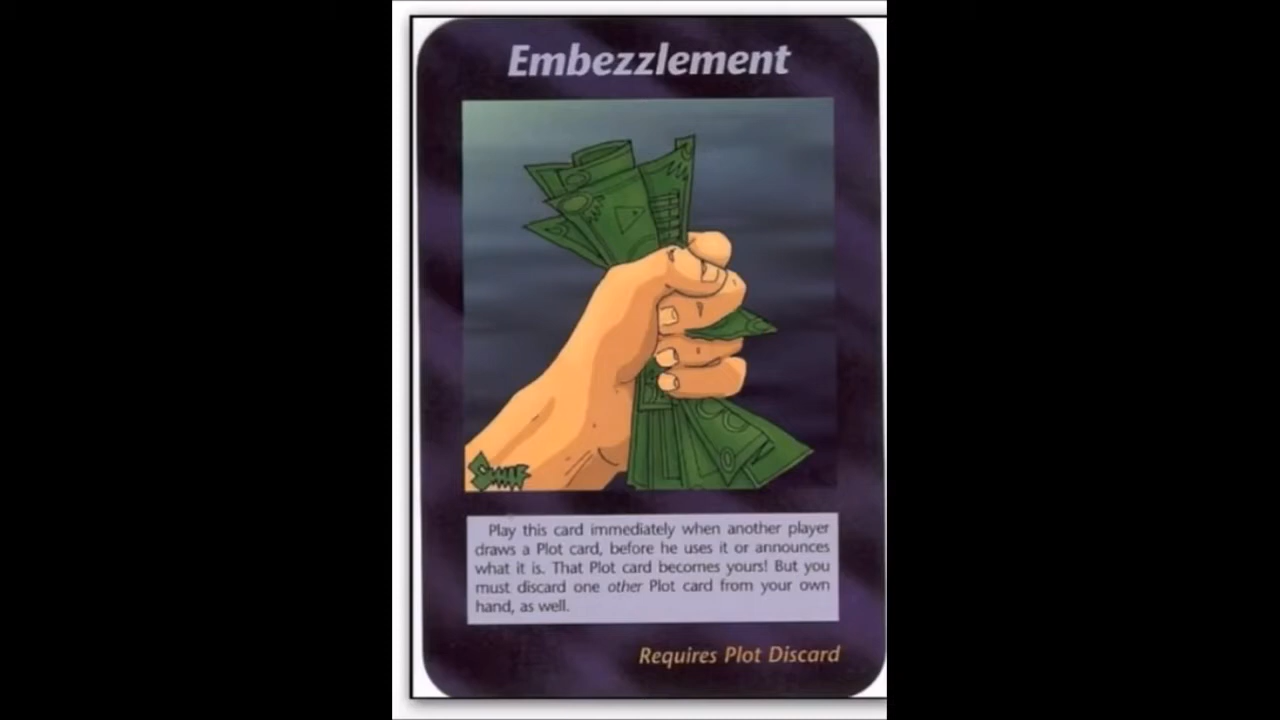 Embezzlement
Play this card immediately when another player
draws a Plot card, before he uses it or announces
what it is. That Plot card becomes yours! But you
must discard one other Plot card from your own
hand, as well.
Requires Plot Discard